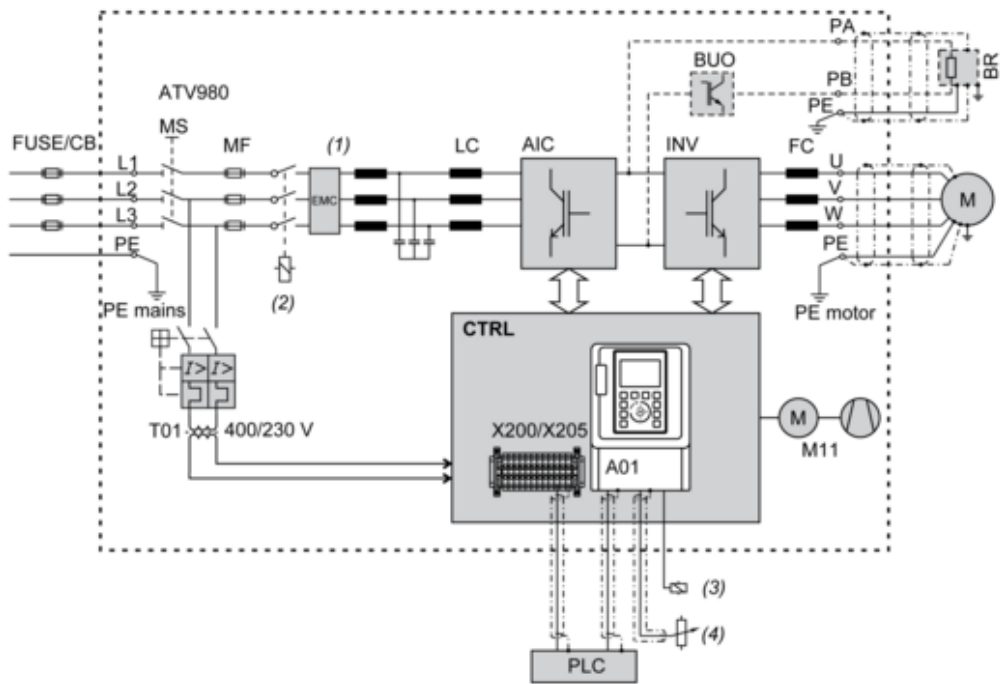 PA
BUO
BR
PB
ATV980
PE
FUSE/CB
MS
MF
(1)
LC
AIC
INV
FC
L1
U
L2
EMC
V
M
L3
W
PE
PE
(2)
PE mains
PE motor
CTRL
I>
I>
T01
400/230 V
X200/X205
M
M11
A01
(3)
(4)
PLC